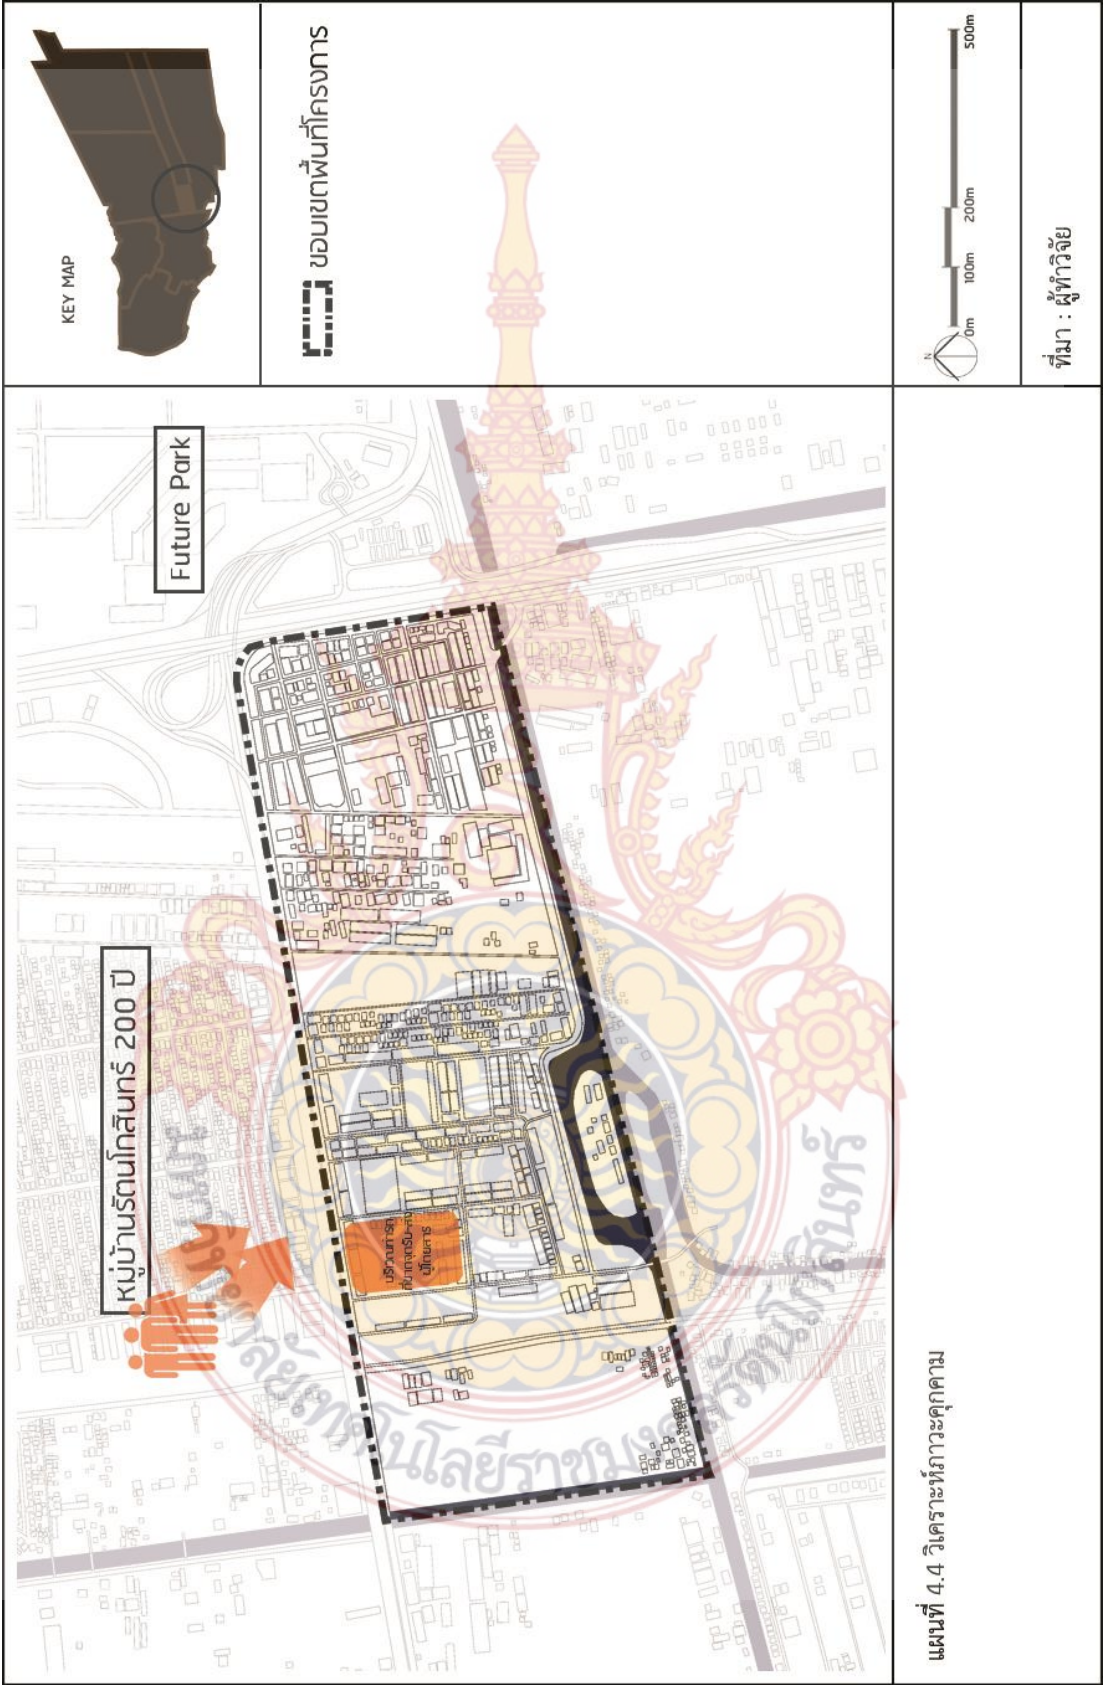 KEY MAP
ขอบเขตพื้นที่โครงการ
N
0m 100m 200m 500m
ที่มา : ผู้ทำวิจัย
Future Park
หมู่บ้านรัตนโกสินทร์ 200 ปี
แผนที่ 4.4 วิเคราะห์ภาวะคุกคาม